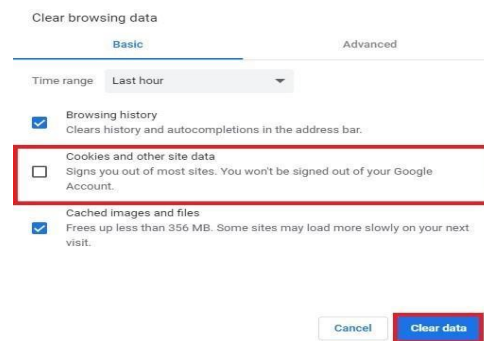 Clear browsing data
Basic Advanced
Time range Last hour
Browsing history
Clears history and autocompletions in the address bar.
Cookies and other site data
Signs you out of most sites. You won't be signed out of your Google
Account.
Cached images and files
Frees up less than 356 MB. Some sites may load more slowly on your next
visit.
Cancel Clear data